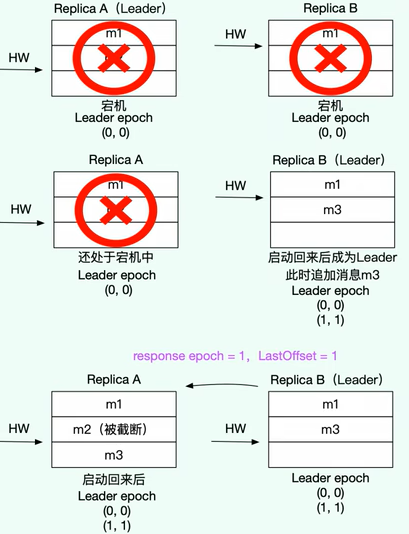 Replica A（Leader） Replica B
m1
HW HW
宕机 宕机
Leader epoch Leader epoch
(0, 0) (0, 0)
Replica A Replica B（Leader）
m1 m1
HW HW
m3
还处于宕机中 启动回来后成为Leader
此时追加消息m3
Leader epoch Leader epoch
(0, 0) (0, 0)
(1, 1)
response epoch = 1，LastOffset = 1
Replica A Replica B（Leader）
m1 m1
HW m2（被截断） HW m3
m3
启动回来后
Leader epoch Leader epoch
(0, 0) (0, 0)
(1, 1) (1, 1)